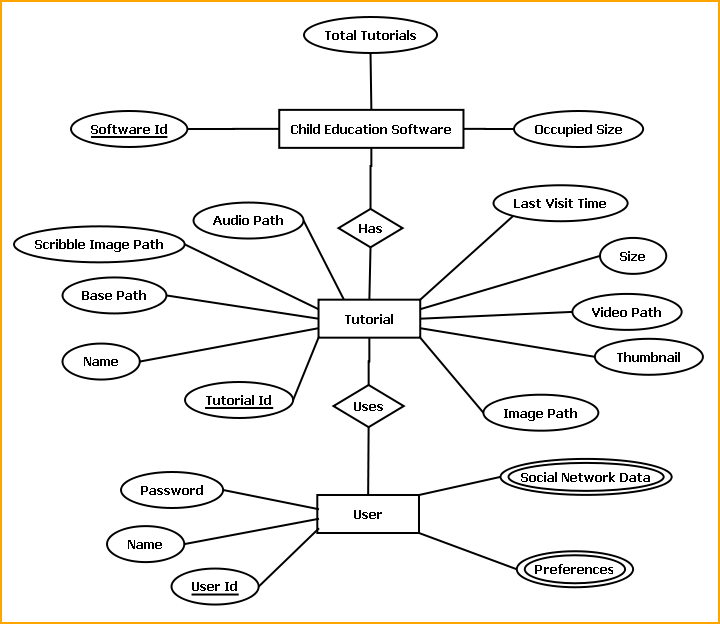 Total Tutorials
Software Id
Child Education Software
Occupied Size
Last Visit Time
Audio Path
Has
Scribble Image Path
Size
Base Path
Video Path
Tutorial
Thumbnail
Name
Tutorial Id
Uses
Image Path
Social Network Data
Password
User
Name
Preferences
User Id